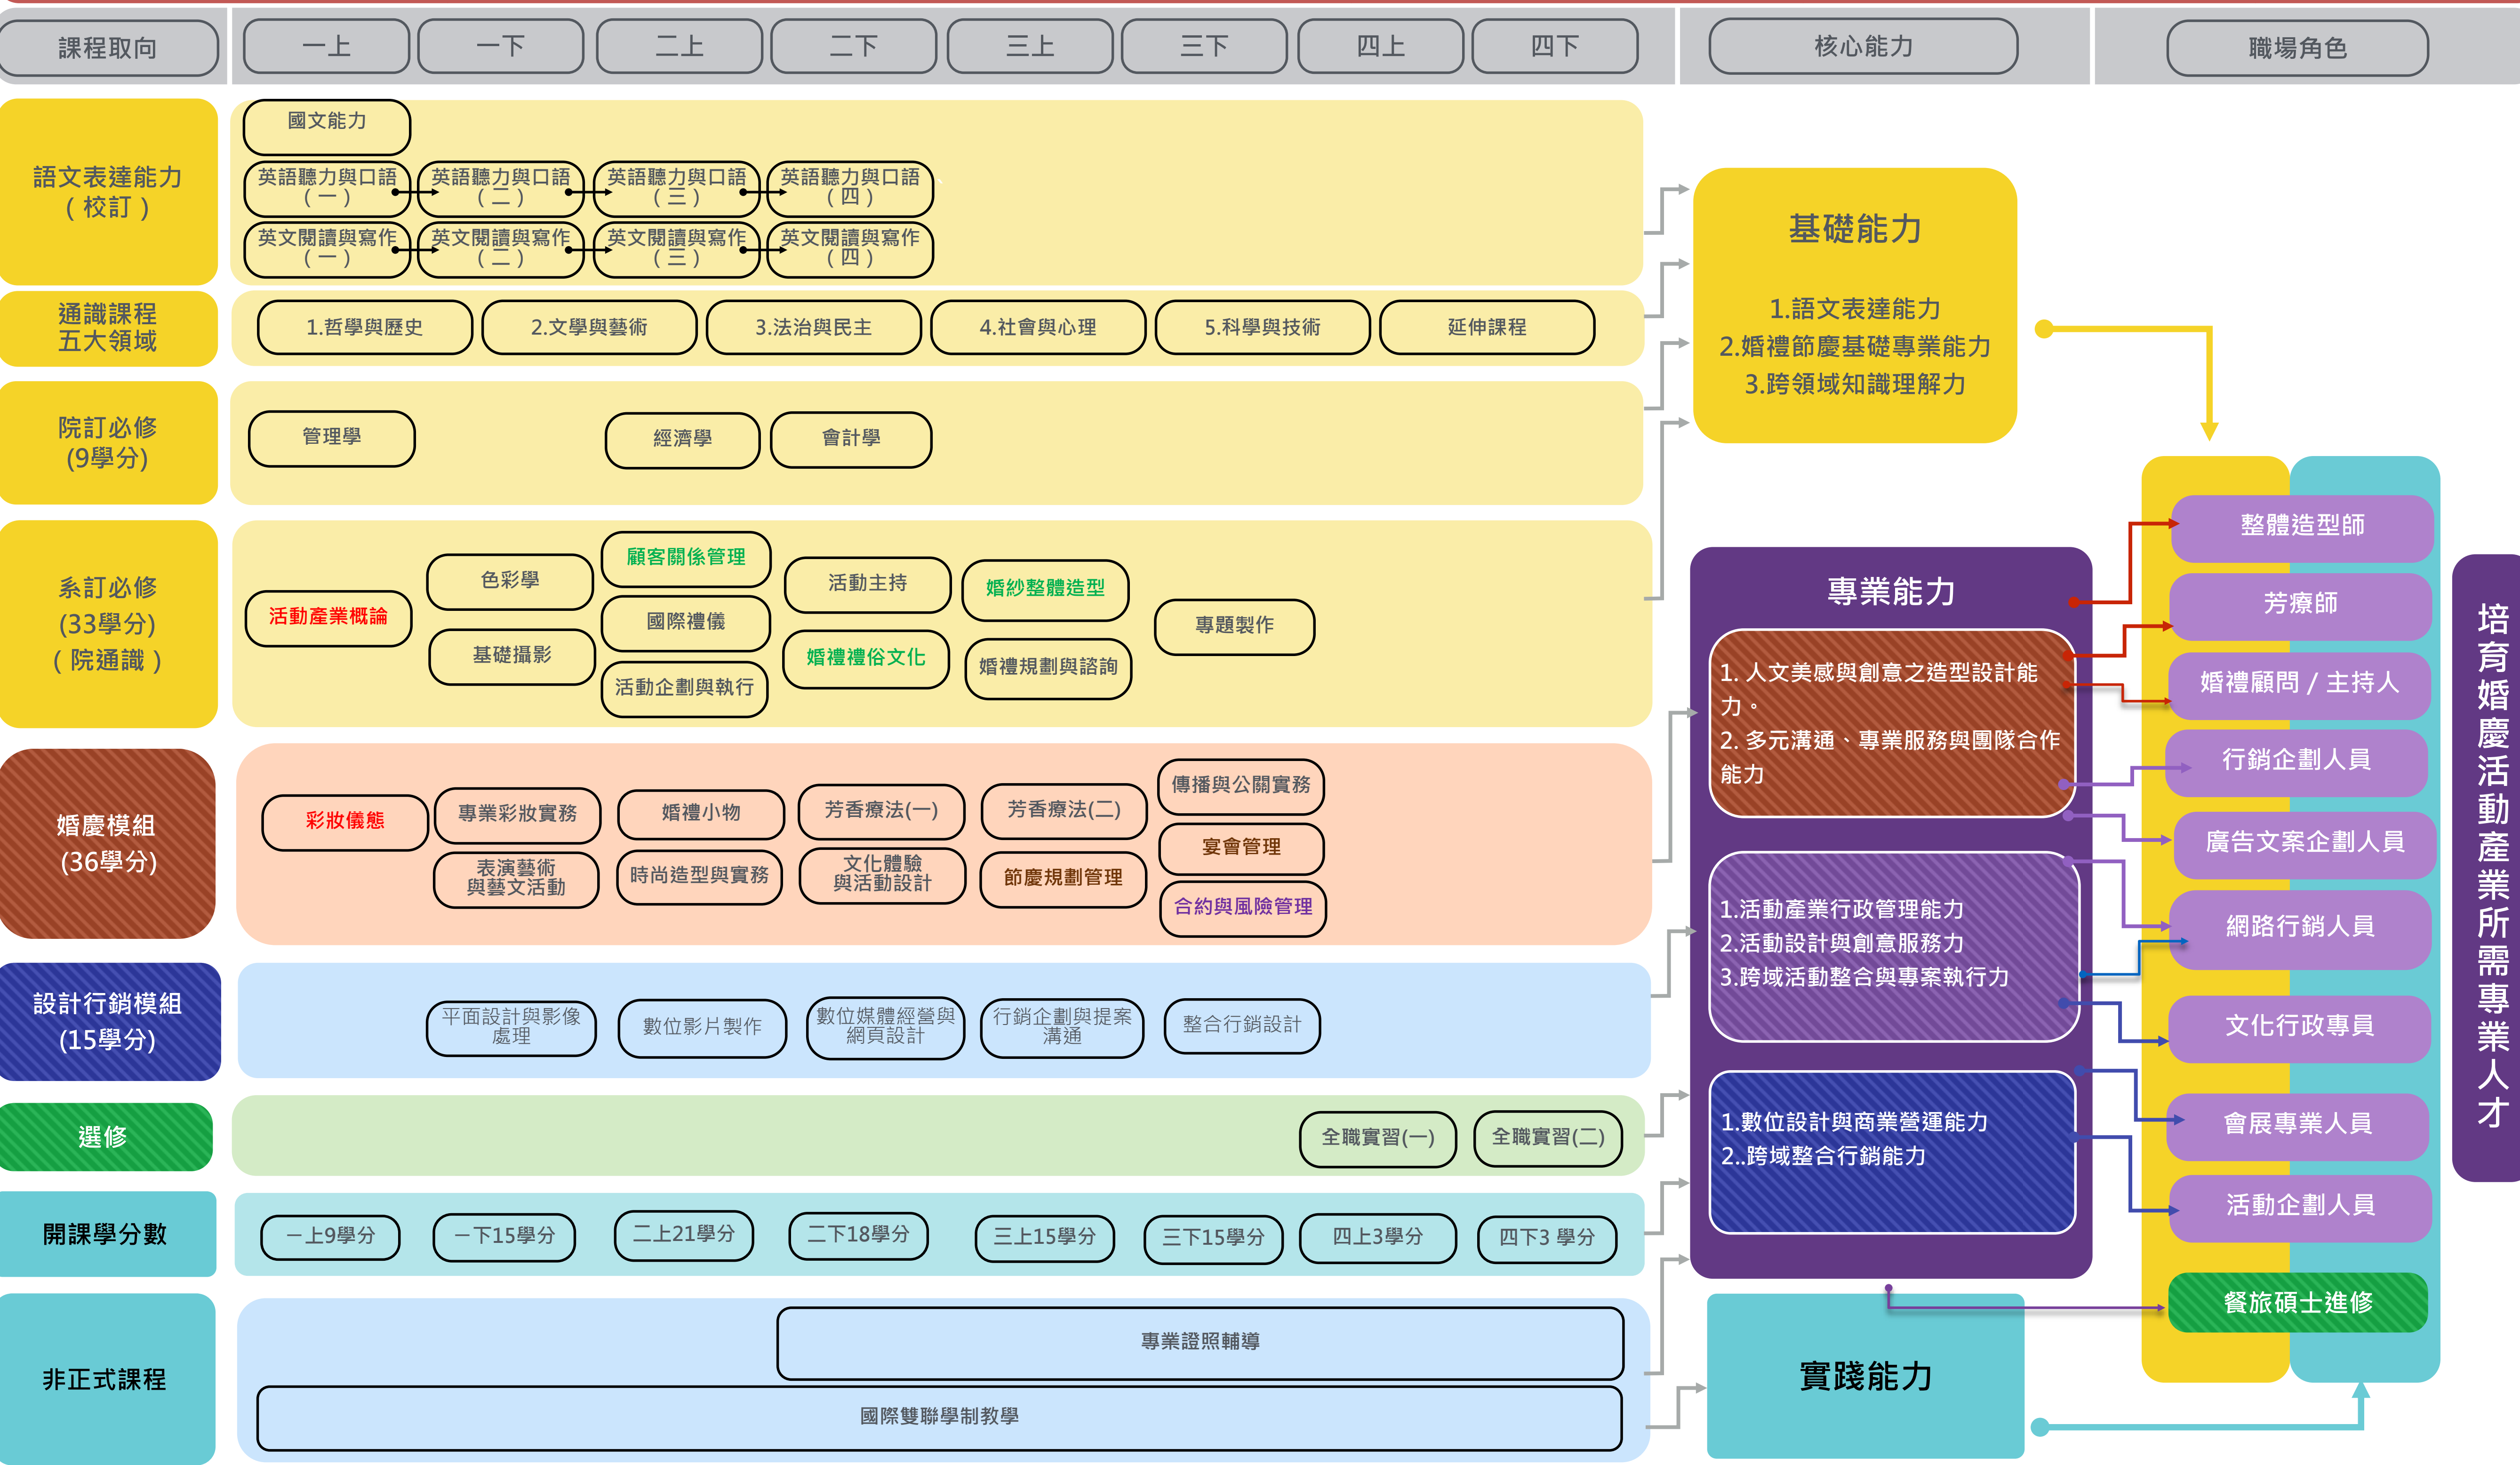 課程取向
一上
一下
二上
二下
三上
三下
四上
四下
核心能力
職場角色
語文表達能力
（校訂）
國文能力
英語聽力與口語
（一）
英語聽力與口語
（二）
英語聽力與口語
（三）
英語聽力與口語
（四）
英文閱讀與寫作
（一）
英文閱讀與寫作
（二）
英文閱讀與寫作
（三）
英文閱讀與寫作
（四）
通識課程
五大領域
1.哲學與歷史
2.文學與藝術
3.法治與民主
4.社會與心理
5.科學與技術
延伸課程
院訂必修
(9學分)
管理學
經濟學
會計學
系訂必修
(33學分)
（院通識）
活動產業概論
色彩學
基礎攝影
顧客關係管理
國際禮儀
活動企劃與執行
活動主持
婚禮禮俗文化
婚紗整體造型
婚禮規劃與諮詢
專題製作
婚慶模組
(36學分)
彩妝儀態
專業彩妝實務
表演藝術
與藝文活動
婚禮小物
時尚造型與實務
芳香療法(一)
文化體驗
與活動設計
芳香療法(二)
節慶規劃管理
傳播與公關實務
宴會管理
合約與風險管理
設計行銷模組
(15學分)
平面設計與影像
處理
數位影片製作
數位媒體經營與
網頁設計
行銷企劃與提案
溝通
整合行銷設計
選修
全職實習(一)
全職實習(二)
開課學分數
一上9學分
一下15學分
二上21學分
二下18學分
三上15學分
三下15學分
四上3學分
四下3 學分
非正式課程
專業證照輔導
國際雙聯學制教學
基礎能力
1.語文表達能力
2.婚禮節慶基礎專業能力
3.跨領域知識理解力
專業能力
1. 人文美感與創意之造型設計能
力。
2. 多元溝通、專業服務與團隊合作
能力
1.活動產業行政管理能力
2.活動設計與創意服務力
3.跨域活動整合與專案執行力
1.數位設計與商業營運能力
2..跨域整合行銷能力
實踐能力
整體造型師
芳療師
婚禮顧問 / 主持人
行銷企劃人員
廣告文案企劃人員
網路行銷人員
文化行政專員
會展專業人員
活動企劃人員
餐旅碩士進修
培育婚慶活動產業所需專業人才